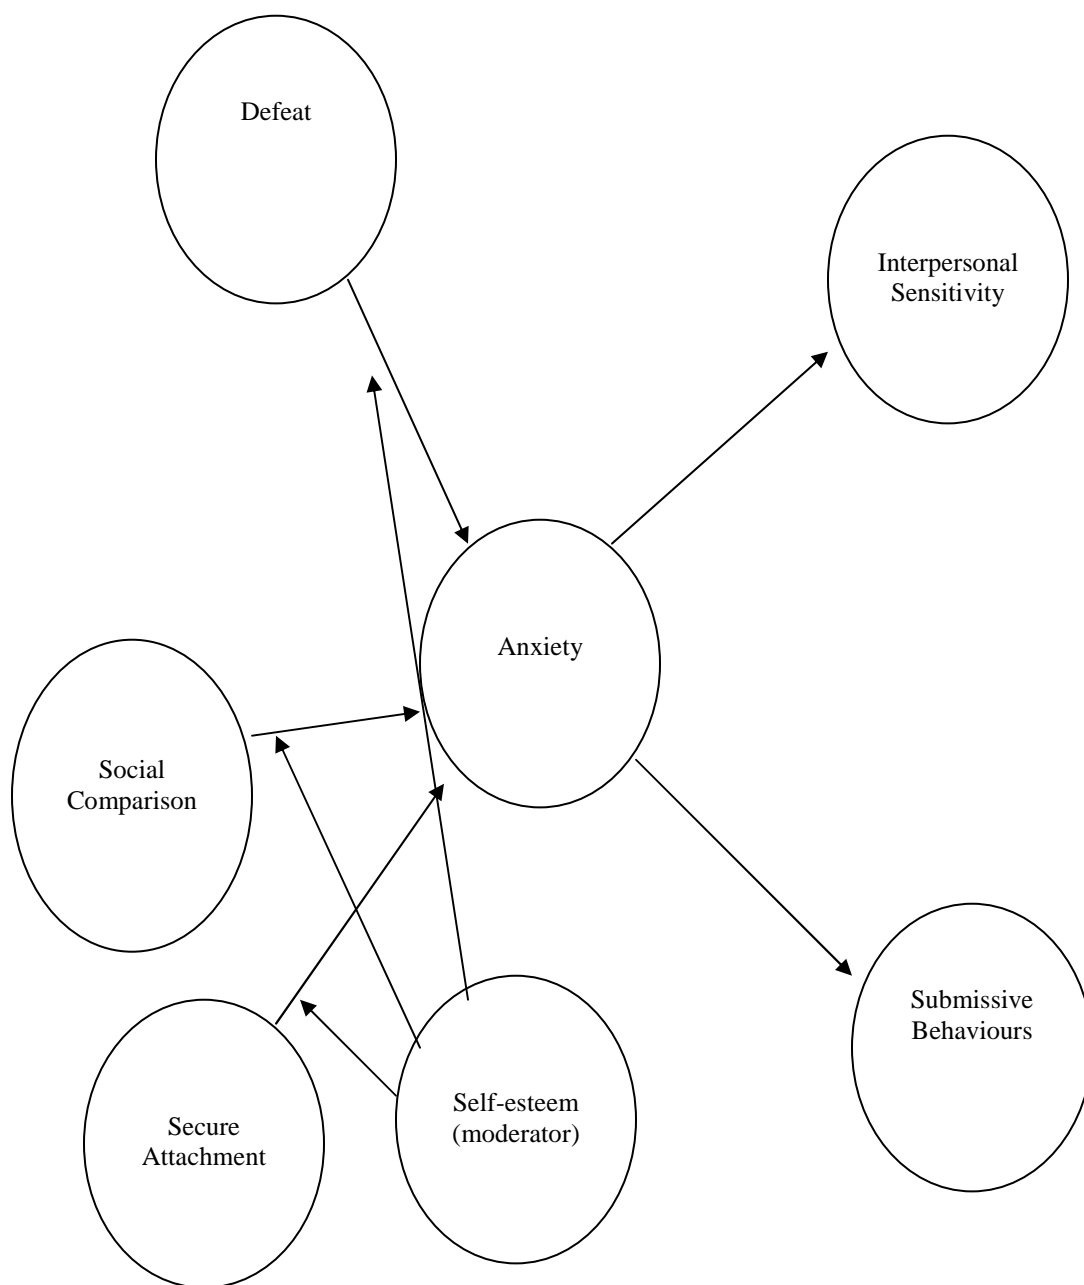 Defeat
Interpersonal
Sensitivity
Anxiety
Social
Comparison
Submissive
Behaviours
Self-esteem
(moderator)
Secure
Attachment